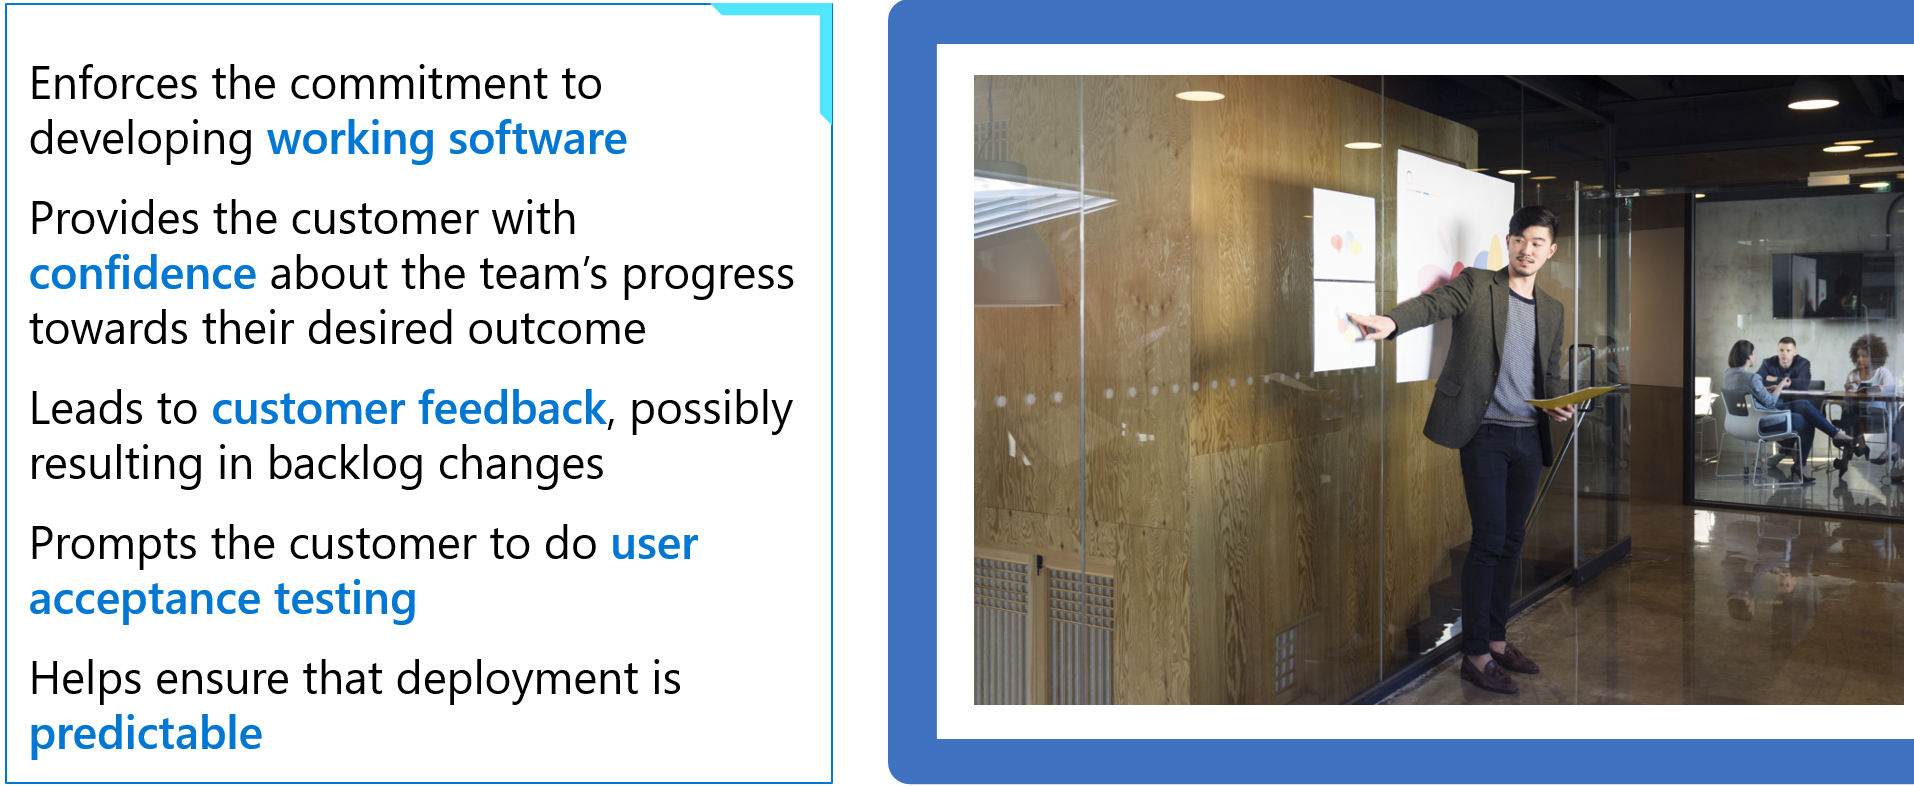 Enforces the commitment to
developing working software
Provides the customer with
confidence about the team’s progress
towards their desired outcome
Leads to customer feedback, possibly
resulting in backlog changes
Prompts the customer to do user
acceptance testing
Helps ensure that deployment is
predictable